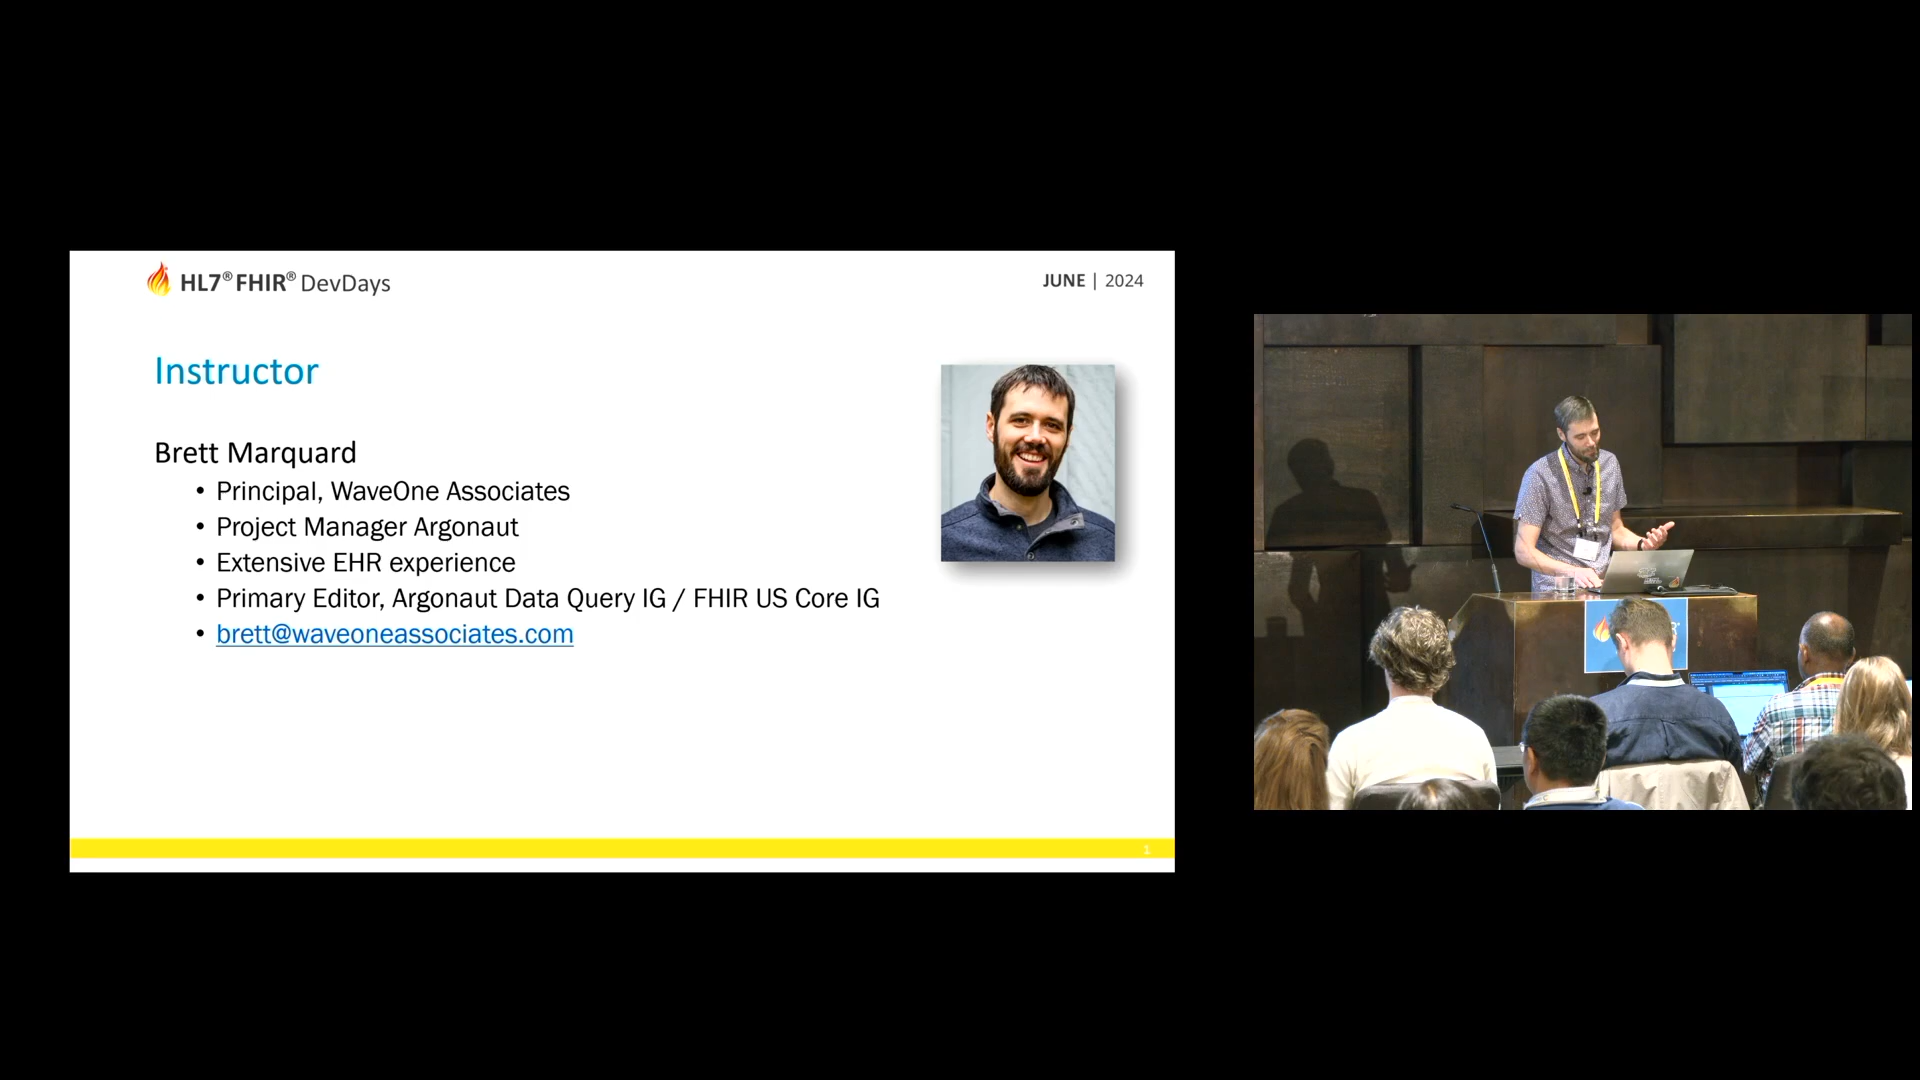 HL7® FHIR® DevDays
JUNE | 2024
Instructor
Brett Marquard
• Principal, WaveOne Associates
• Project Manager Argonaut
• Extensive EHR experience
• Primary Editor, Argonaut Data Query IG / FHIR US Core IG
• brett@waveoneassociates.com
1